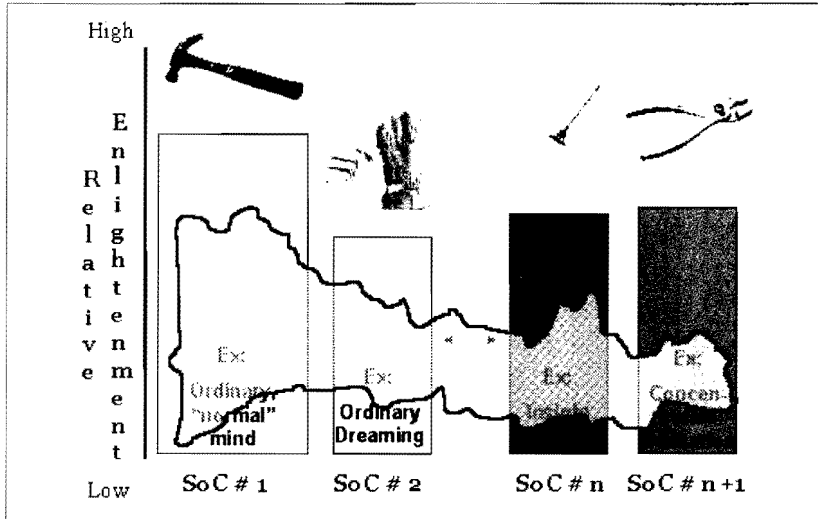 High
Relative
Enlightenment
Ex:
Ordinary,
"normal"
mind
Ex:
Ordinary
Dreaming
Ex:
Ex:
Concen-
Low
SoC # 1
SoC # 2
SoC # n
SoC # n +1